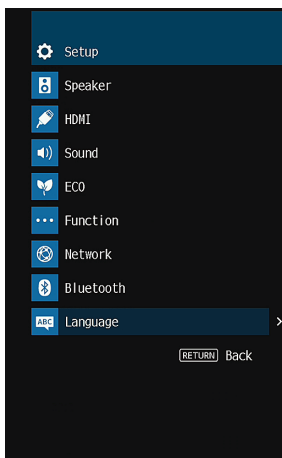 Setup
Speaker
HDMI
Sound
ECO
Function
Network
Bluetooth
ABC Language
RETURN Back